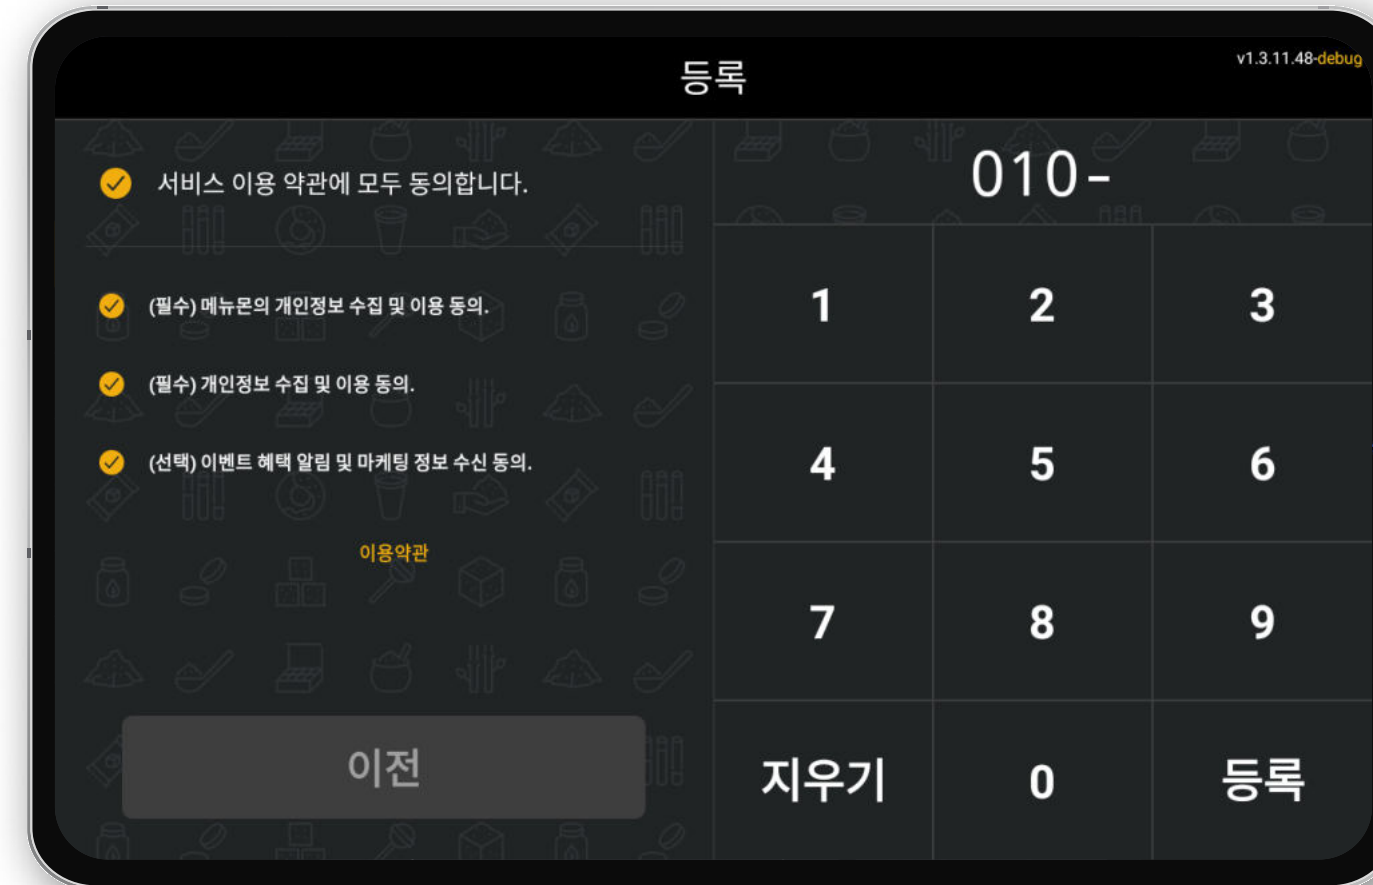 등록
v1.3.11.48-debug
서비스 이용 약관에 모두 동의합니다.
(필수) 메뉴몬의 개인정보 수집 및 이용 동의.
(필수) 개인정보 수집 및 이용 동의.
(선택) 이벤트 혜택 알림 및 마케팅 정보 수신 동의.
이용약관
이전
010-
1 2 3
4 5 6
7 8 9
지우기 0 등록